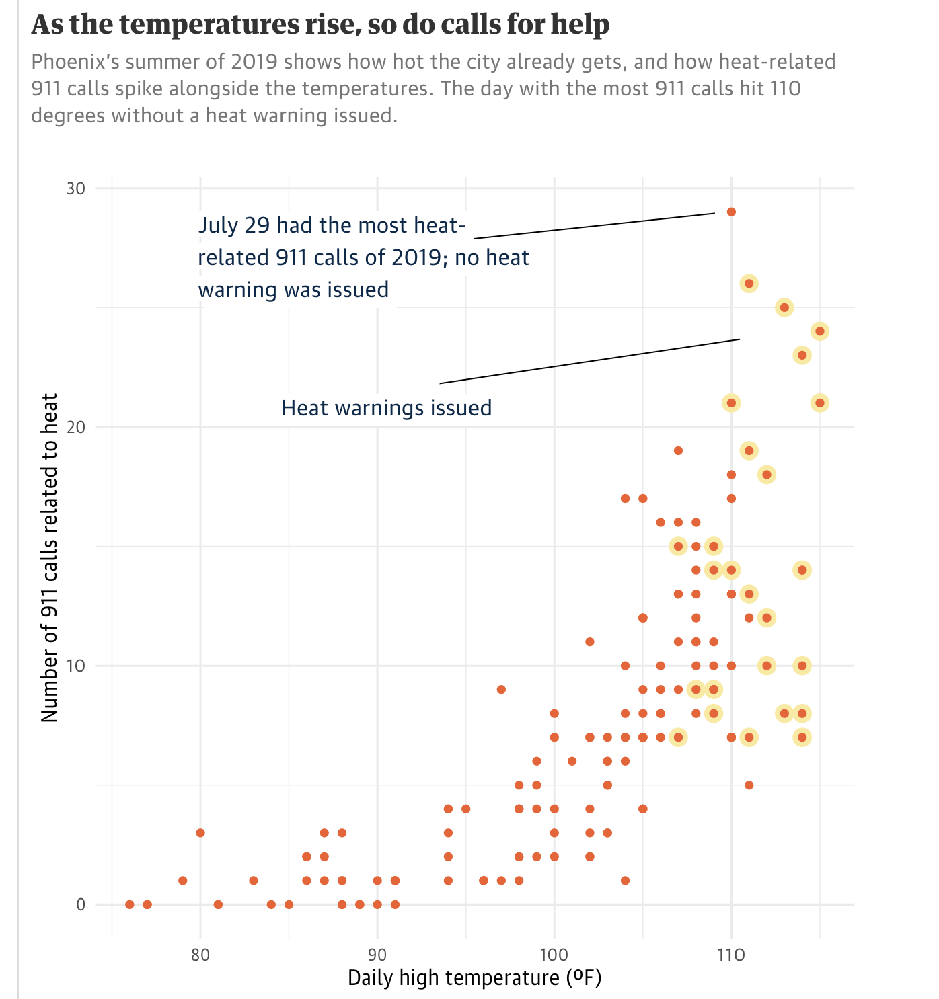 As the temperatures rise, so do calls for help
Phoenix's summer of 2019 shows how hot the city already gets, and how heat-related
911 calls spike alongside the temperatures. The day with the most 911 calls hit 110
degrees without a heat warning issued.
30
July 29 had the most heat-
related 911 calls of 2019; no heat
warning was issued
Heat warnings issued
20
Number of 911 calls related to heat
10
0
80 90 100 110
Daily high temperature (ºF)